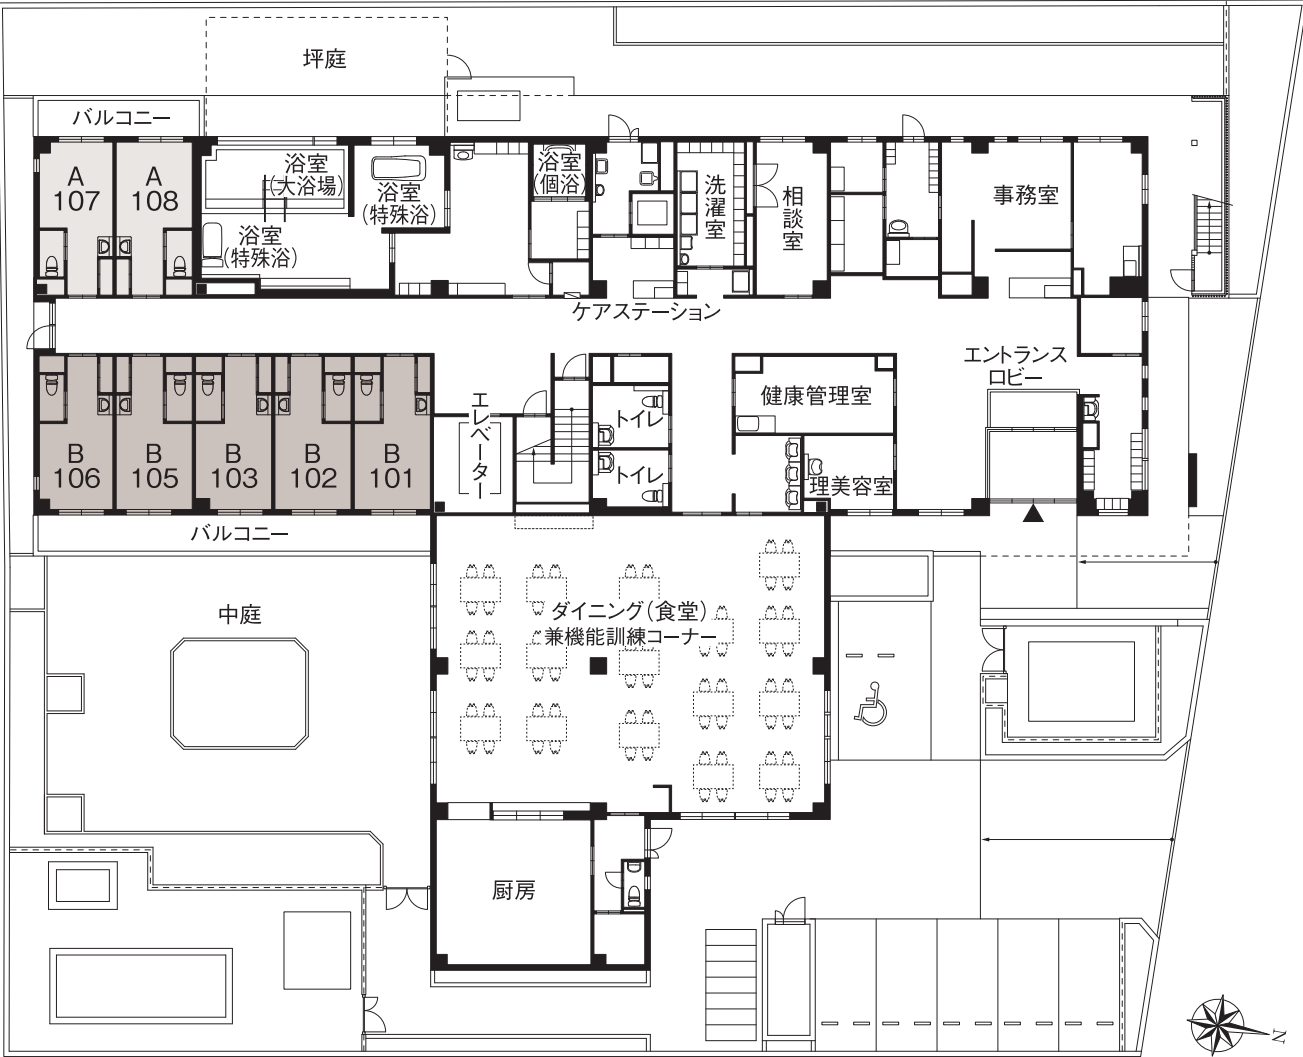 坪庭
バルコニー
A
107
A
108
浴室
(大浴場)
浴室
(特殊浴)
浴室
(特殊浴)
浴室
(個浴)
洗濯室
相談室
事務室
ケアステーション
エントランス
ロビー
健康管理室
理美容室
トイレ
トイレ
エレベーター
B
106
B
105
B
103
B
102
B
101
バルコニー
中庭
ダイニング(食堂)
兼機能訓練コーナー
厨房
N